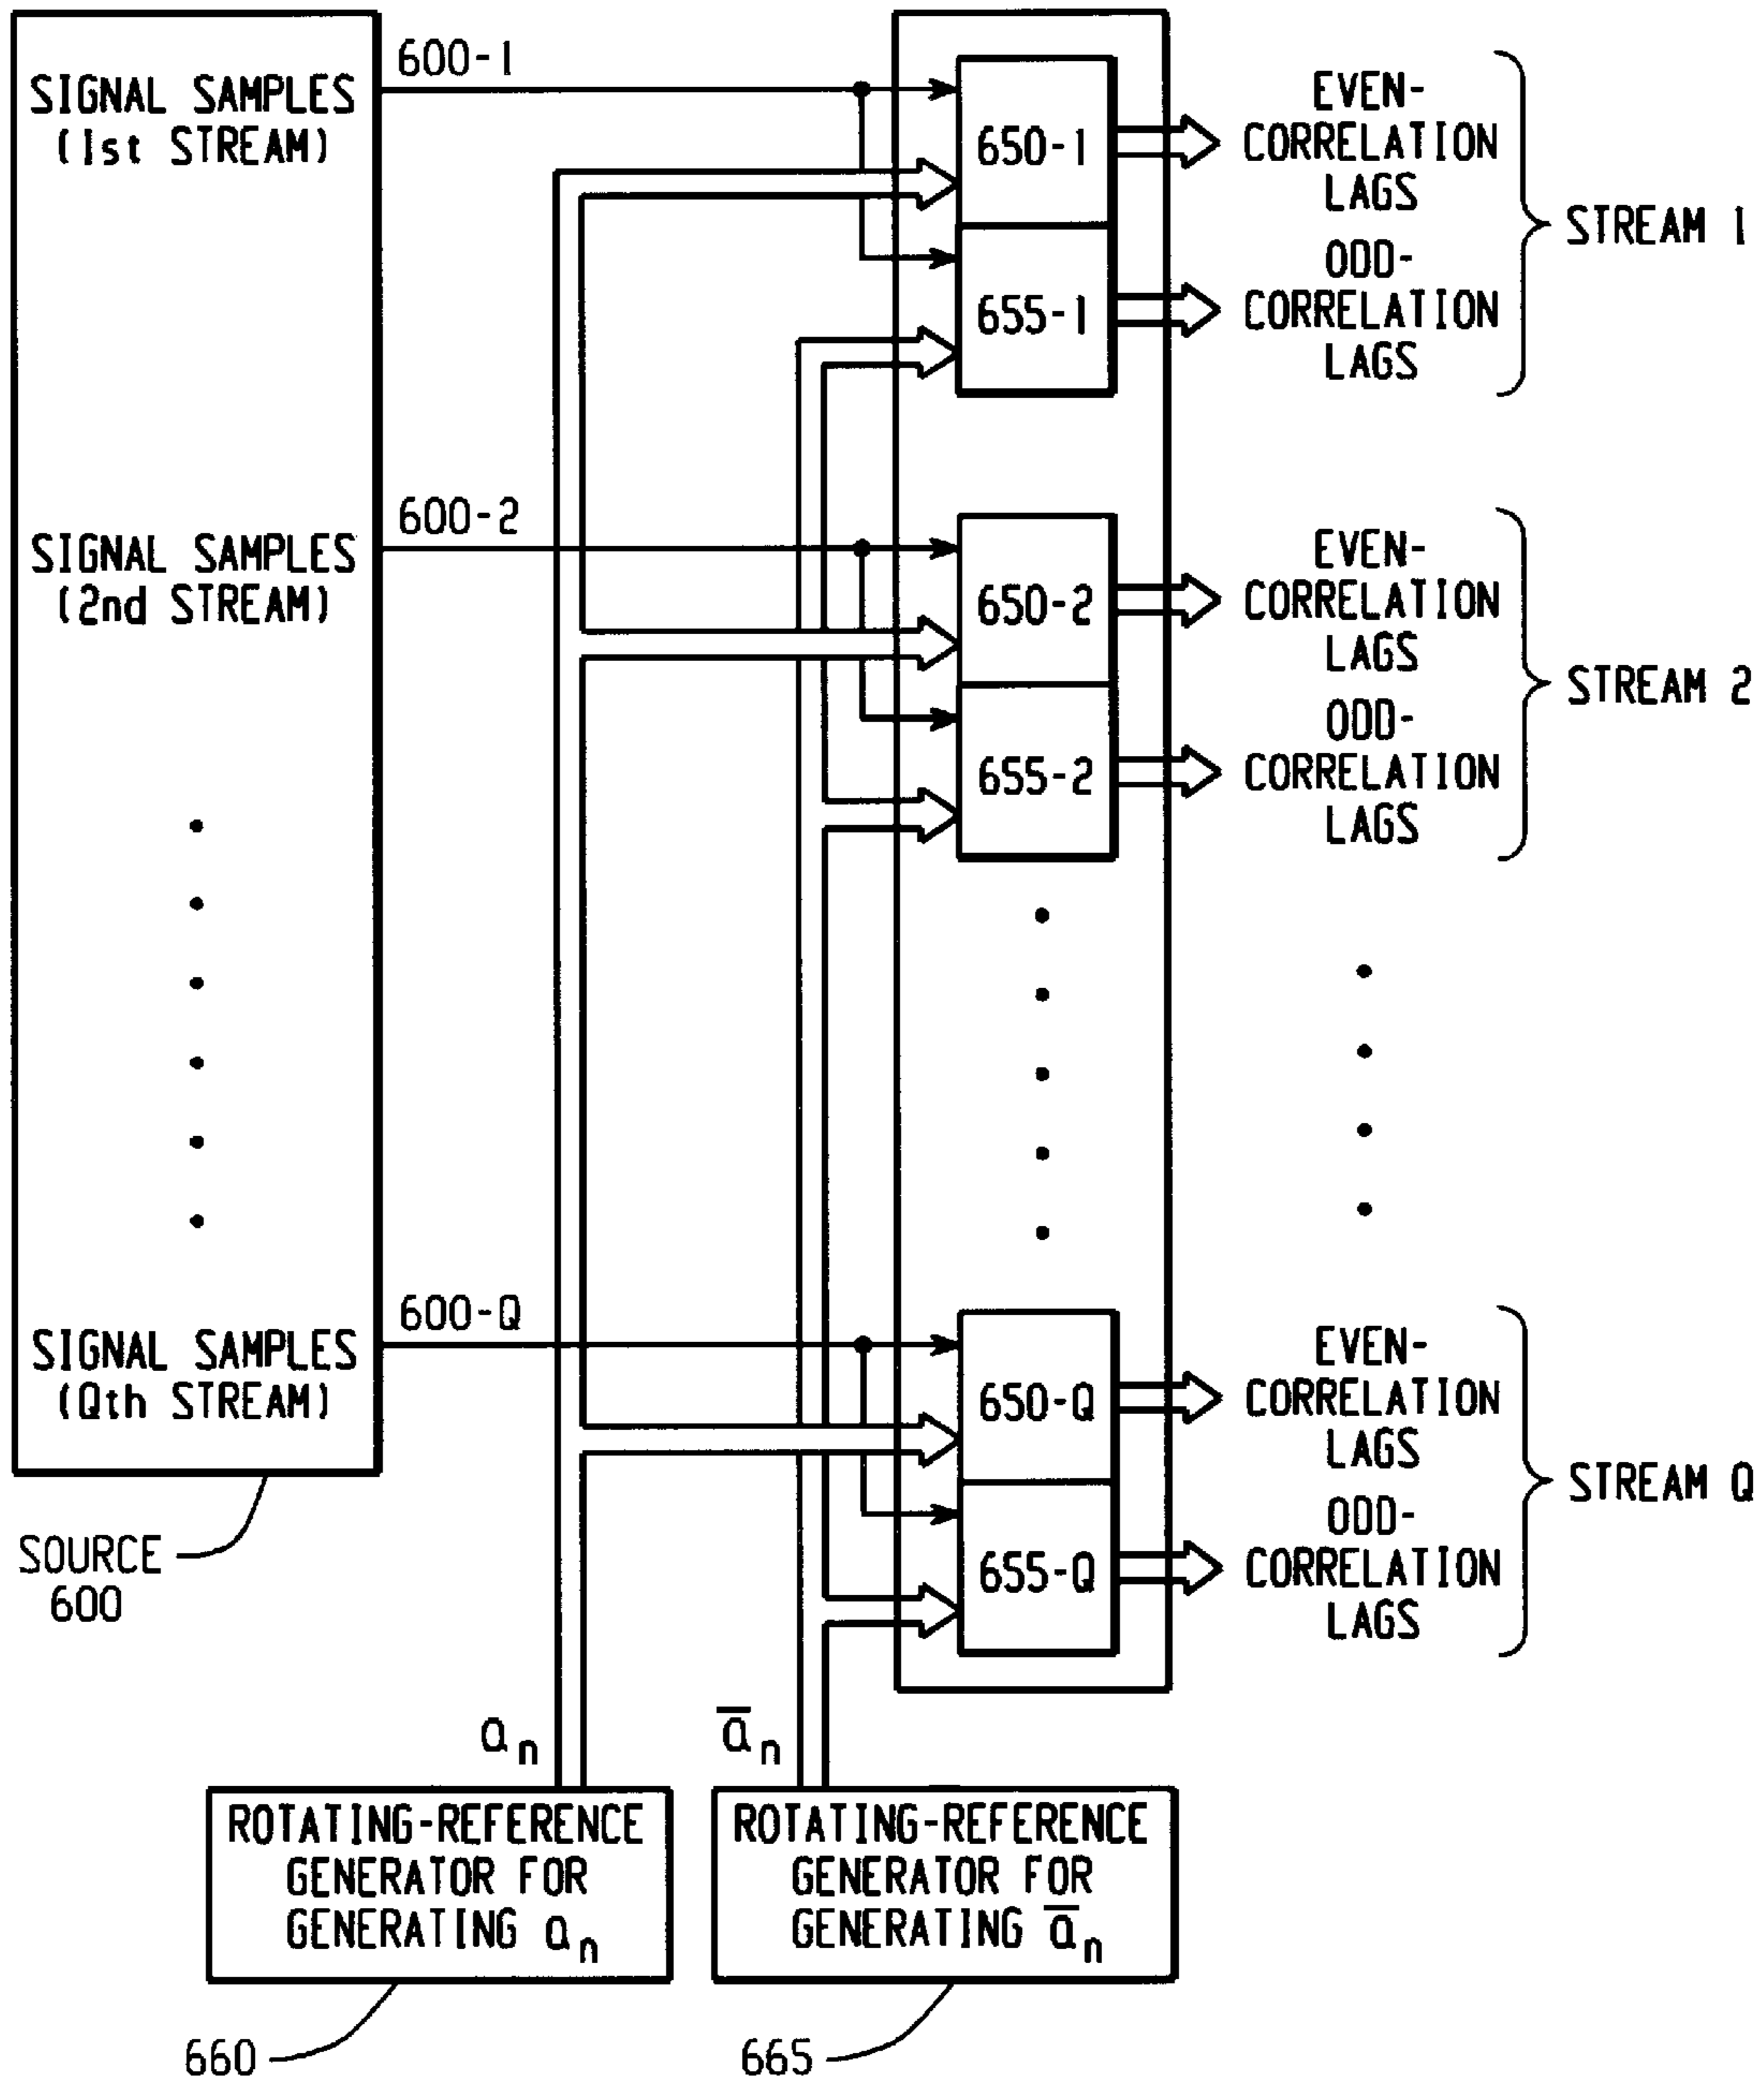 SIGNAL SAMPLES
(1st STREAM)
600-1
650-1
655-1
EVEN-
CORRELATION
LAGS
ODD-
CORRELATION
LAGS
STREAM 1
SIGNAL SAMPLES
(2nd STREAM)
600-2
650-2
655-2
EVEN-
CORRELATION
LAGS
ODD-
CORRELATION
LAGS
STREAM 2
SIGNAL SAMPLES
(Qth STREAM)
600-Q
650-Q
655-Q
EVEN-
CORRELATION
LAGS
ODD-
CORRELATION
LAGS
STREAM Q
SOURCE
600
aₙ
a̅ₙ
ROTATING-REFERENCE
GENERATOR FOR
GENERATING aₙ
ROTATING-REFERENCE
GENERATOR FOR
GENERATING a̅ₙ
660
665